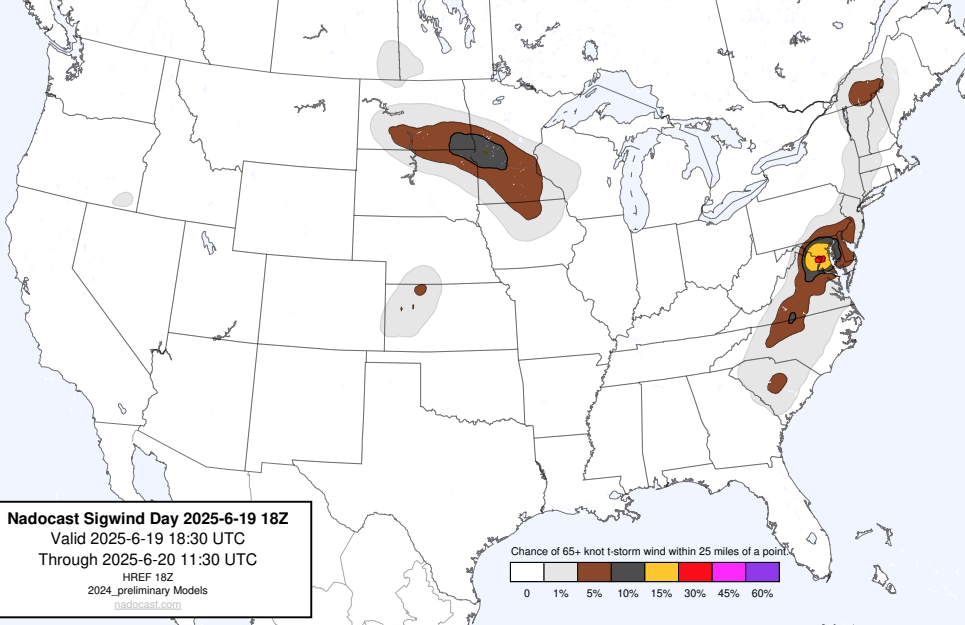 Nadocast Sigwind Day 2025-6-19 18Z
Valid 2025-6-19 18:30 UTC
Through 2025-6-20 11:30 UTC
HREF 18Z
2024_preliminary Models
nadocast.com
Chance of 65+ knot t-storm wind within 25 miles of a point.
0 1% 5% 10% 15% 30% 45% 60%